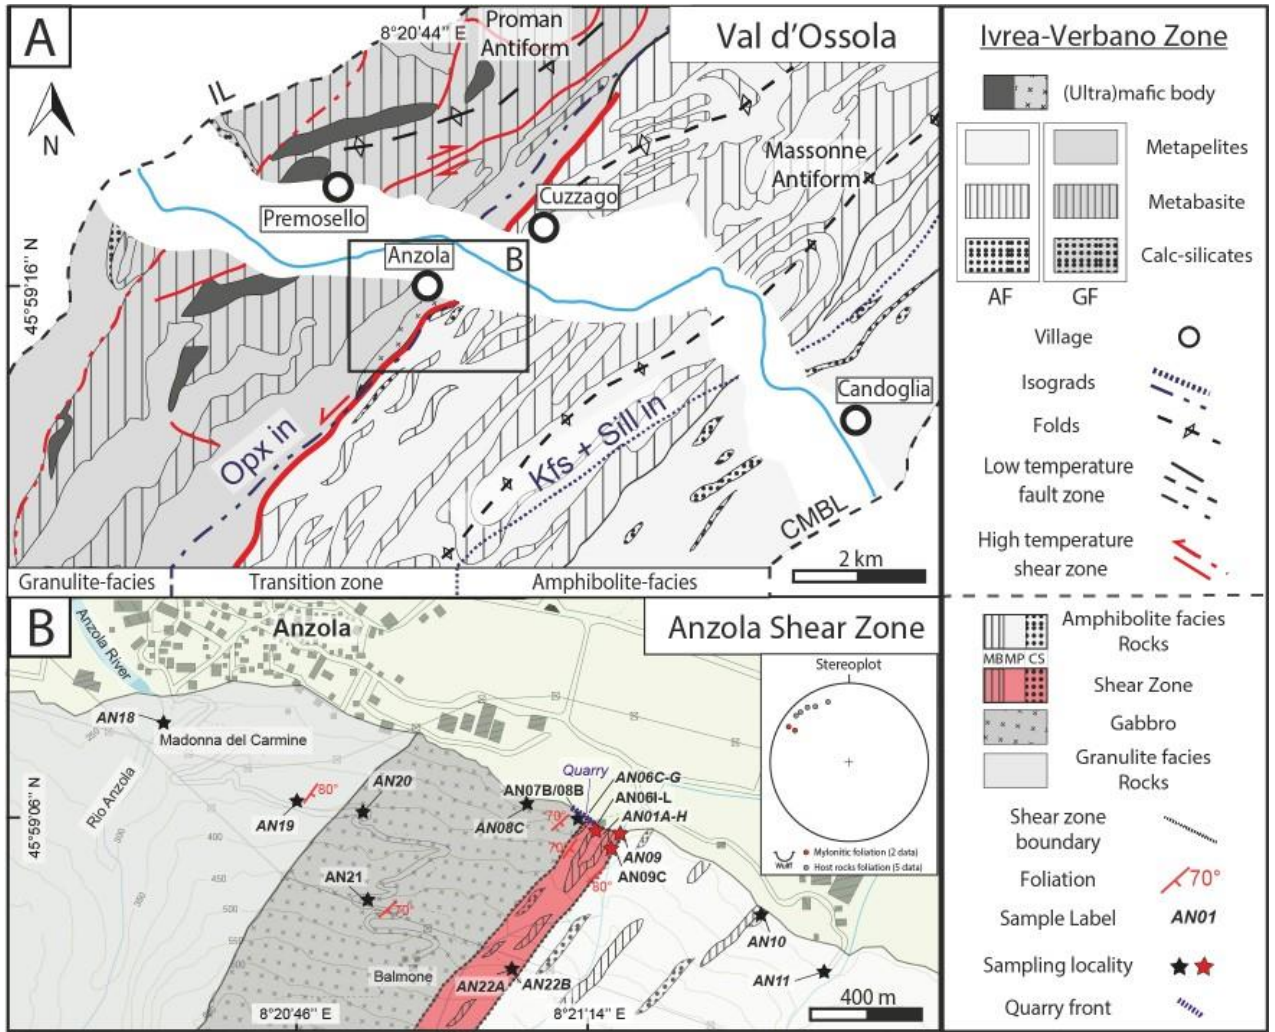 A
8°20'44'' E
Proman
Antiform
Val d'Ossola
IL
N
Massonne
Antiform
Premosello
Cuzzago
Anzola
B
45°59'16'' N
Candoglia
Opx in
Kfs + Sill in
CMBL
2 km
Granulite-facies
Transition zone
Amphibolite-facies
Ivrea-Verbano Zone
(Ultra)mafic body
Metapelites
Metabasite
Calc-silicates
AF
GF
Village
Isograds
Folds
Low temperature
fault zone
High temperature
shear zone
B
Anzola
Anzola Shear Zone
Anzola River
Stereoplot
AN18
Madonna del Carmine
Rio Anzola
AN19
80°
AN20
AN07B/08B
AN08C
Quarry
AN06C-G
AN06I-L
AN01A-H
70°
70°
AN09
AN09C
80°
AN21
70°
Balmone
AN22A
AN22B
AN10
AN11
350
300
400
450
500
550
600
Wulff
Mylonitic foliation (2 data)
Host rocks foliation (5 data)
45°59'06'' N
8°20'46'' E
8°21'14'' E
400 m
Amphibolite facies
Rocks
MB MP CS
Shear Zone
Gabbro
Granulite facies
Rocks
Shear zone
boundary
Foliation
70°
Sample Label
AN01
Sampling locality
Quarry front